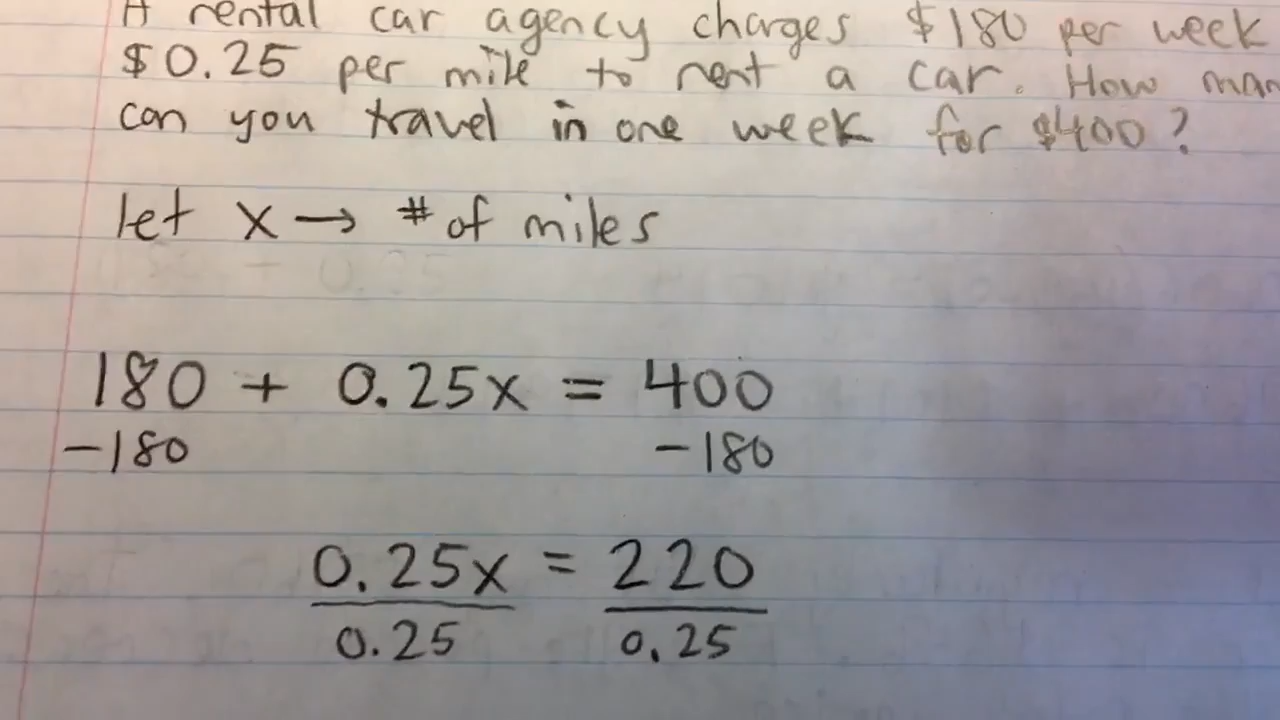 A rental car agency charges $180 per week
$0.25 per mile to rent a car. How man
can you travel in one week for $400?
let x → # of miles
180 + 0.25x = 400
-180 -180
0.25x = 220
0.25 0.25